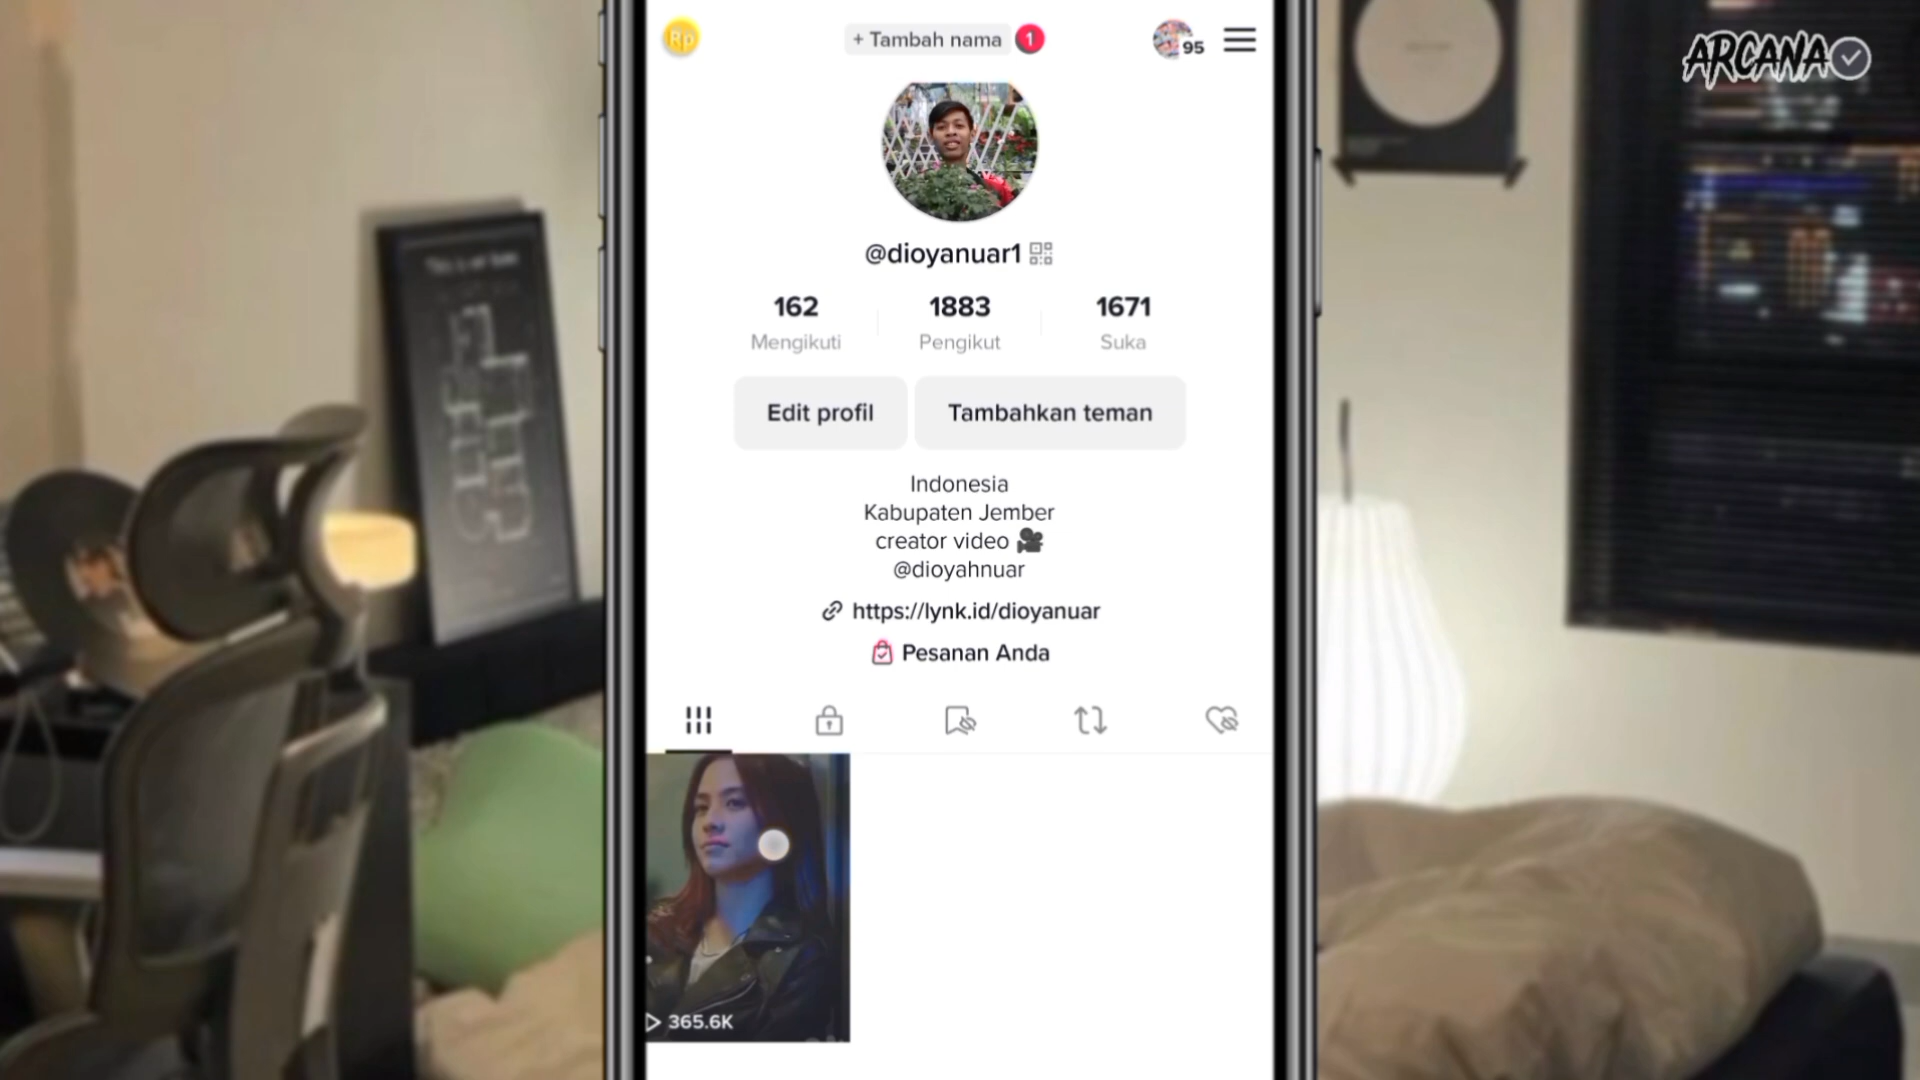 Rp
+ Tambah nama
1
95
ARCANA
@dioyanuar1
162
1883
1671
Mengikuti
Pengikut
Suka
Edit profil
Tambahkan teman
Indonesia
Kabupaten Jember
creator video 🎥
@dioyahnuar
https://lynk.id/dioyanuar
Pesanan Anda
365.6K